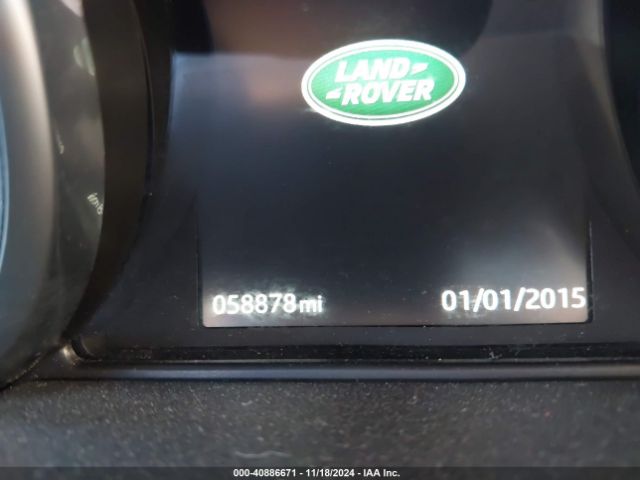 LAND
ROVER
058878mi 01/01/2015
000-40886671 - 11/18/2024 - IAA Inc.